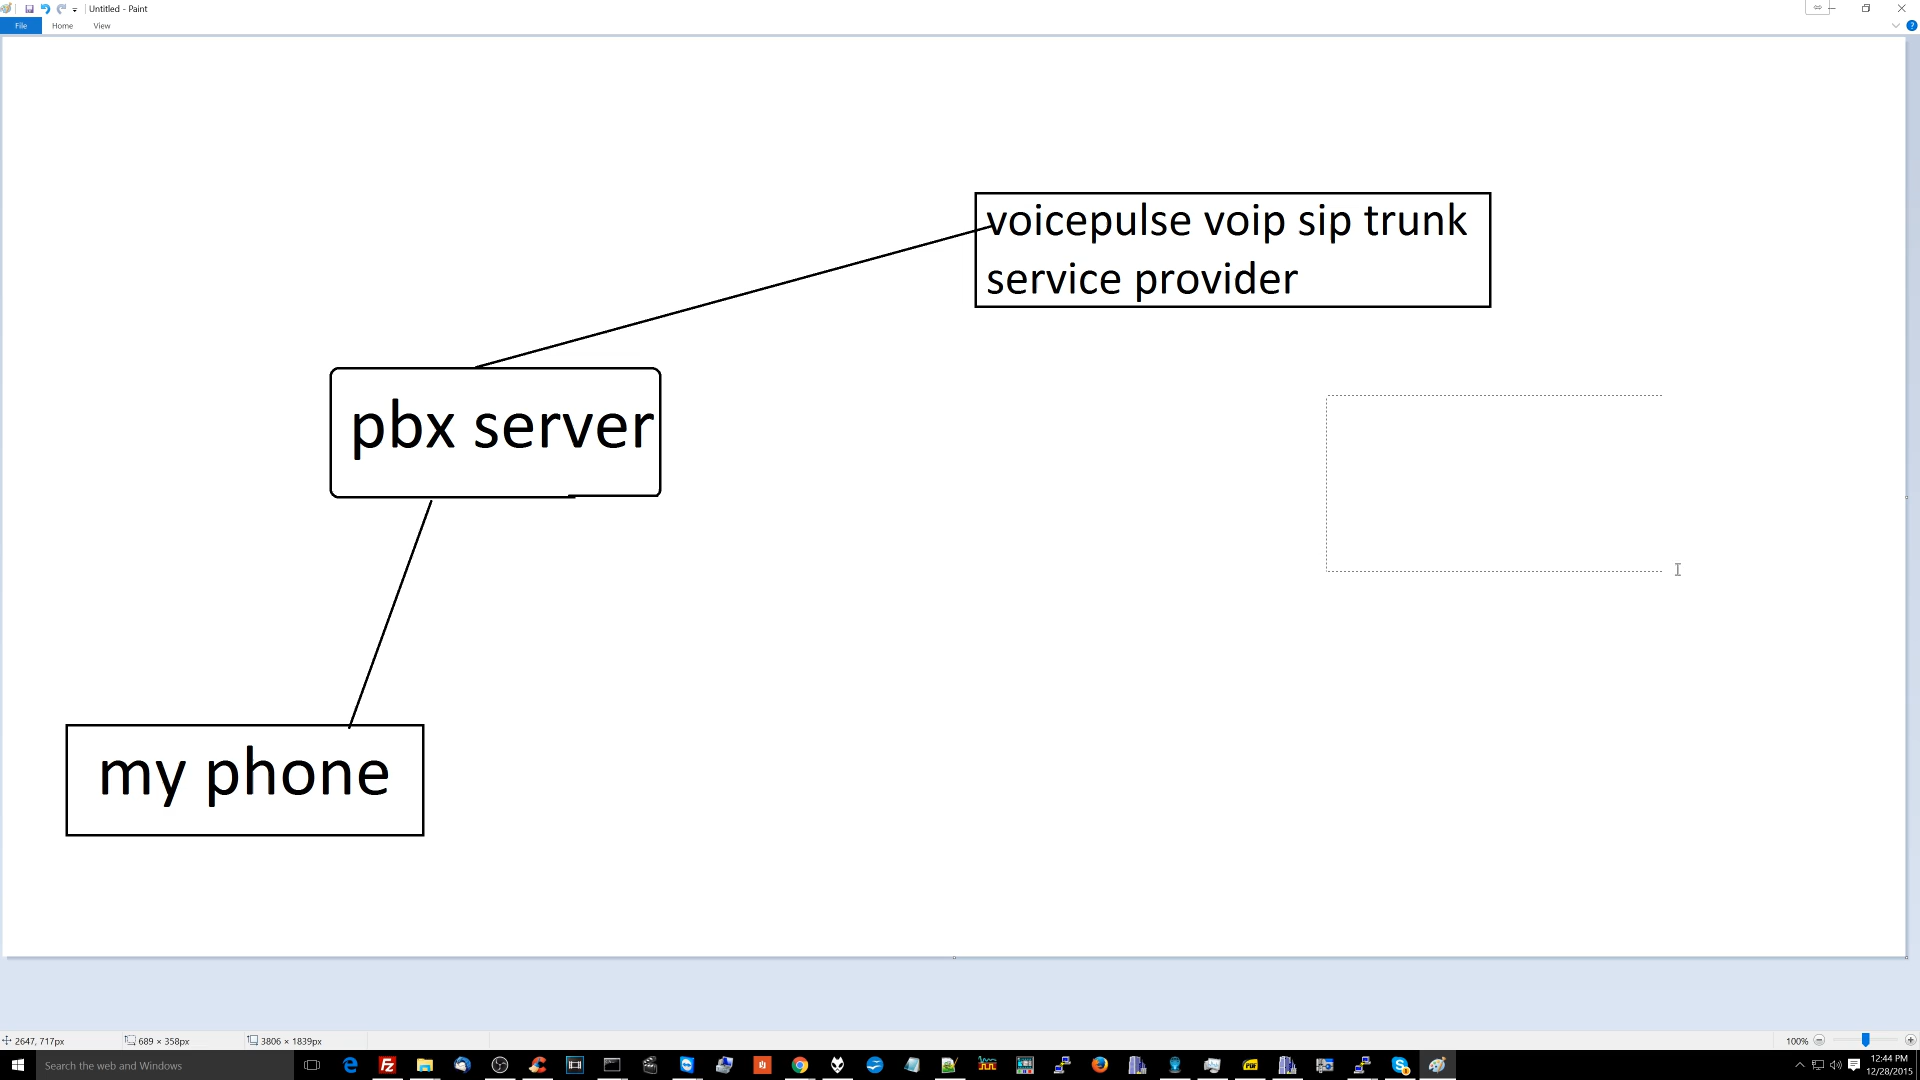 Untitled - Paint
File Home View
voicepulse voip sip trunk
service provider
pbx server
my phone
2647, 717px 689 × 358px 3806 × 1839px 100%
Search the web and Windows
12:44 PM
12/28/2015